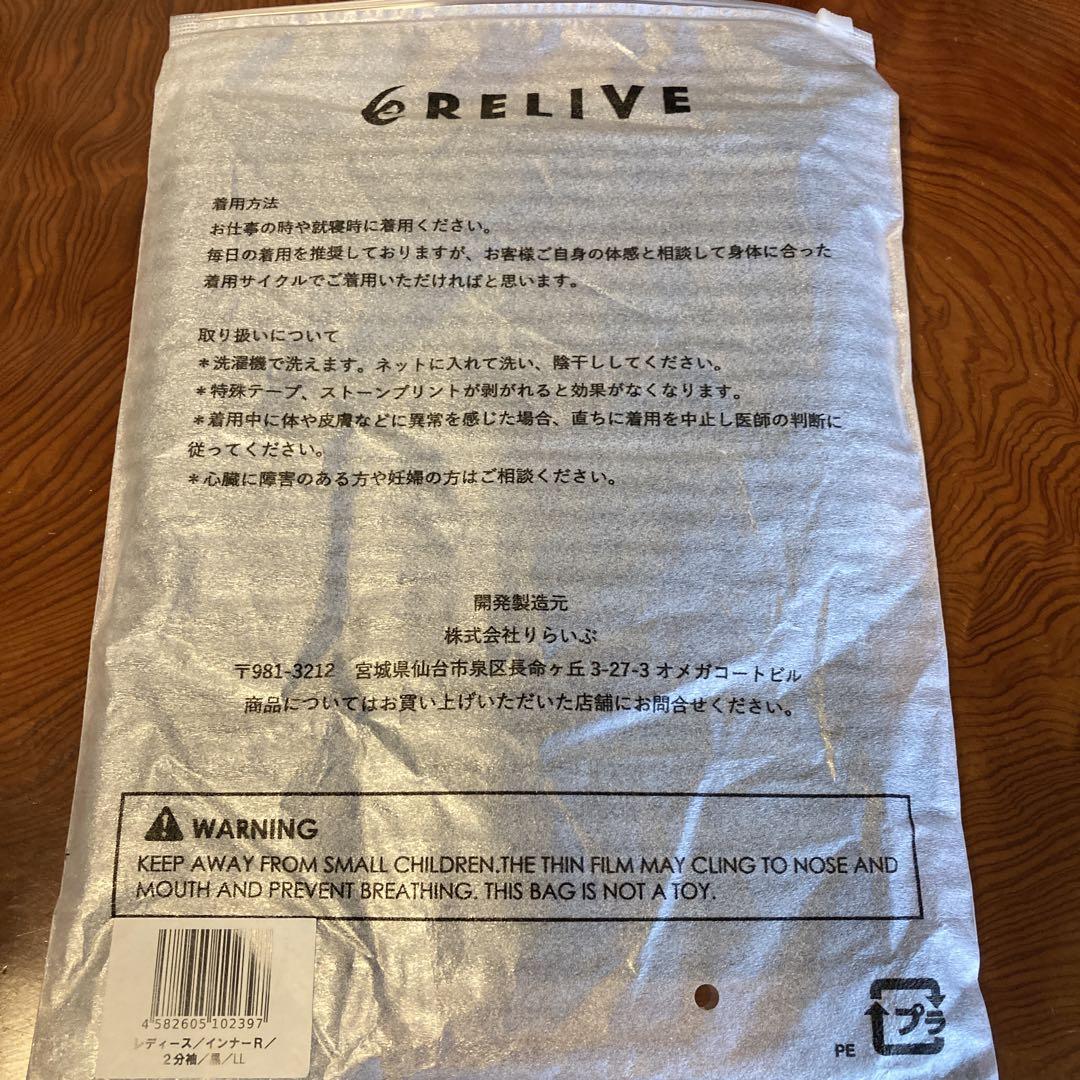 RELIVE
着用方法
お仕事の時や就寝時に着用ください。
毎日の着用を推奨しておりますが、お客様ご自身の体感と相談して身体に合った
着用サイクルでご着用いただければと思います。
取り扱いについて
＊洗濯機で洗えます。ネットに入れて洗い、陰干ししてください。
＊特殊テープ、ストーンプリントが剥がれると効果がなくなります。
＊着用中に体や皮膚などに異常を感じた場合、直ちに着用を中止し医師の判断に
従ってください。
＊心臓に障害のある方や妊婦の方はご相談ください。
開発製造元
株式会社りらいぶ
〒981-3212 宮城県仙台市泉区長命ヶ丘3-27-3 オメガコートビル
商品についてはお買い上げいただいた店舗にお問合せください。
WARNING
KEEP AWAY FROM SMALL CHILDREN.THE THIN FILM MAY CLING TO NOSE AND
MOUTH AND PREVENT BREATHING. THIS BAG IS NOT A TOY.
4 582605 102397
レディース／インナーR／
2分袖／黒／LL
PE
プラ